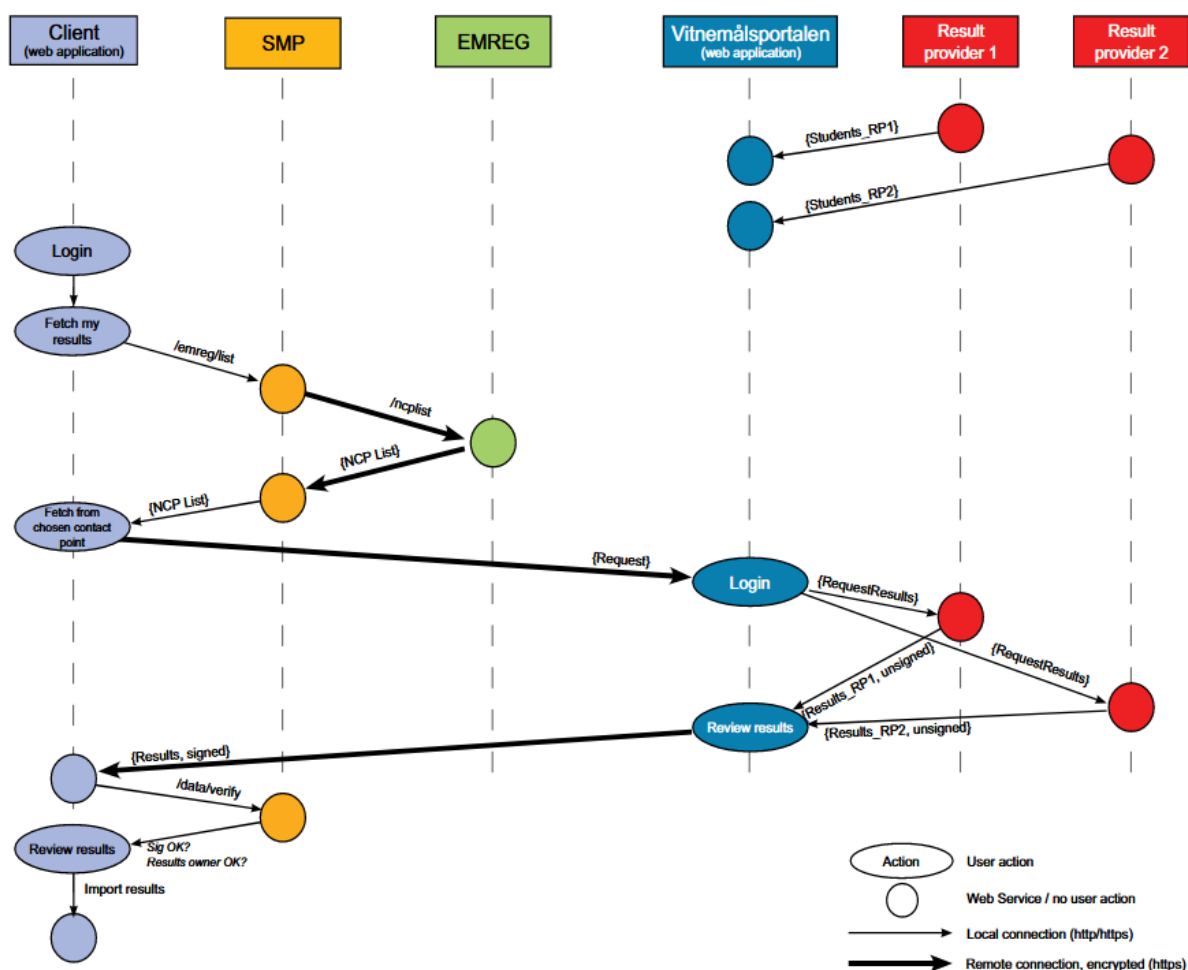 Client
(web application)
SMP
EMREG
Vitnemålsportalen
(web application)
Result
provider 1
Result
provider 2
{Students_RP1}
{Students_RP2}
Login
Fetch my
results
/emreg/list
/ncplist
{NCP List}
{NCP List}
Fetch from
chosen contact
point
{Request}
Login
{RequestResults}
{RequestResults}
{Results_RP1, unsigned}
{Results_RP2, unsigned}
Review results
{Results, signed}
/data/verify
Review results
Sig OK?
Results owner OK?
Import results
Action
User action
Web Service / no user action
Local connection (http/https)
Remote connection, encrypted (https)